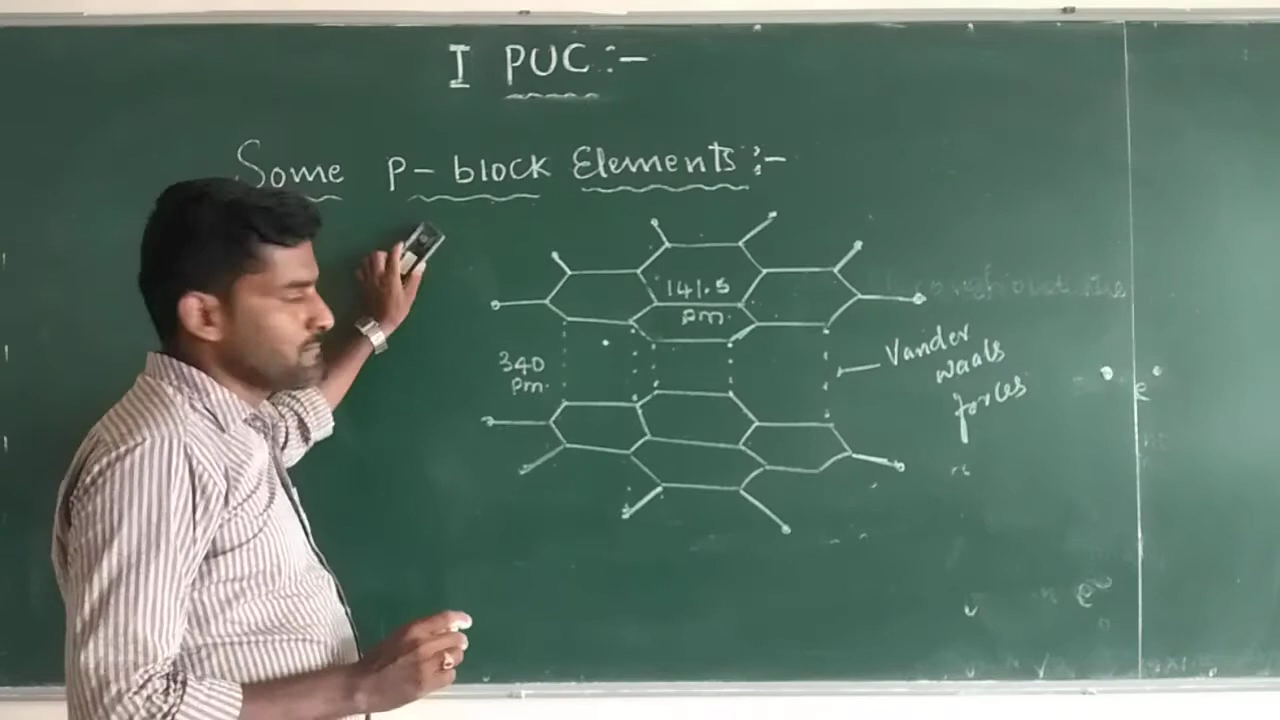 I PUC :-
Some P-block Elements :-
141.5
pm.
340
pm.
Vander
waals
forces